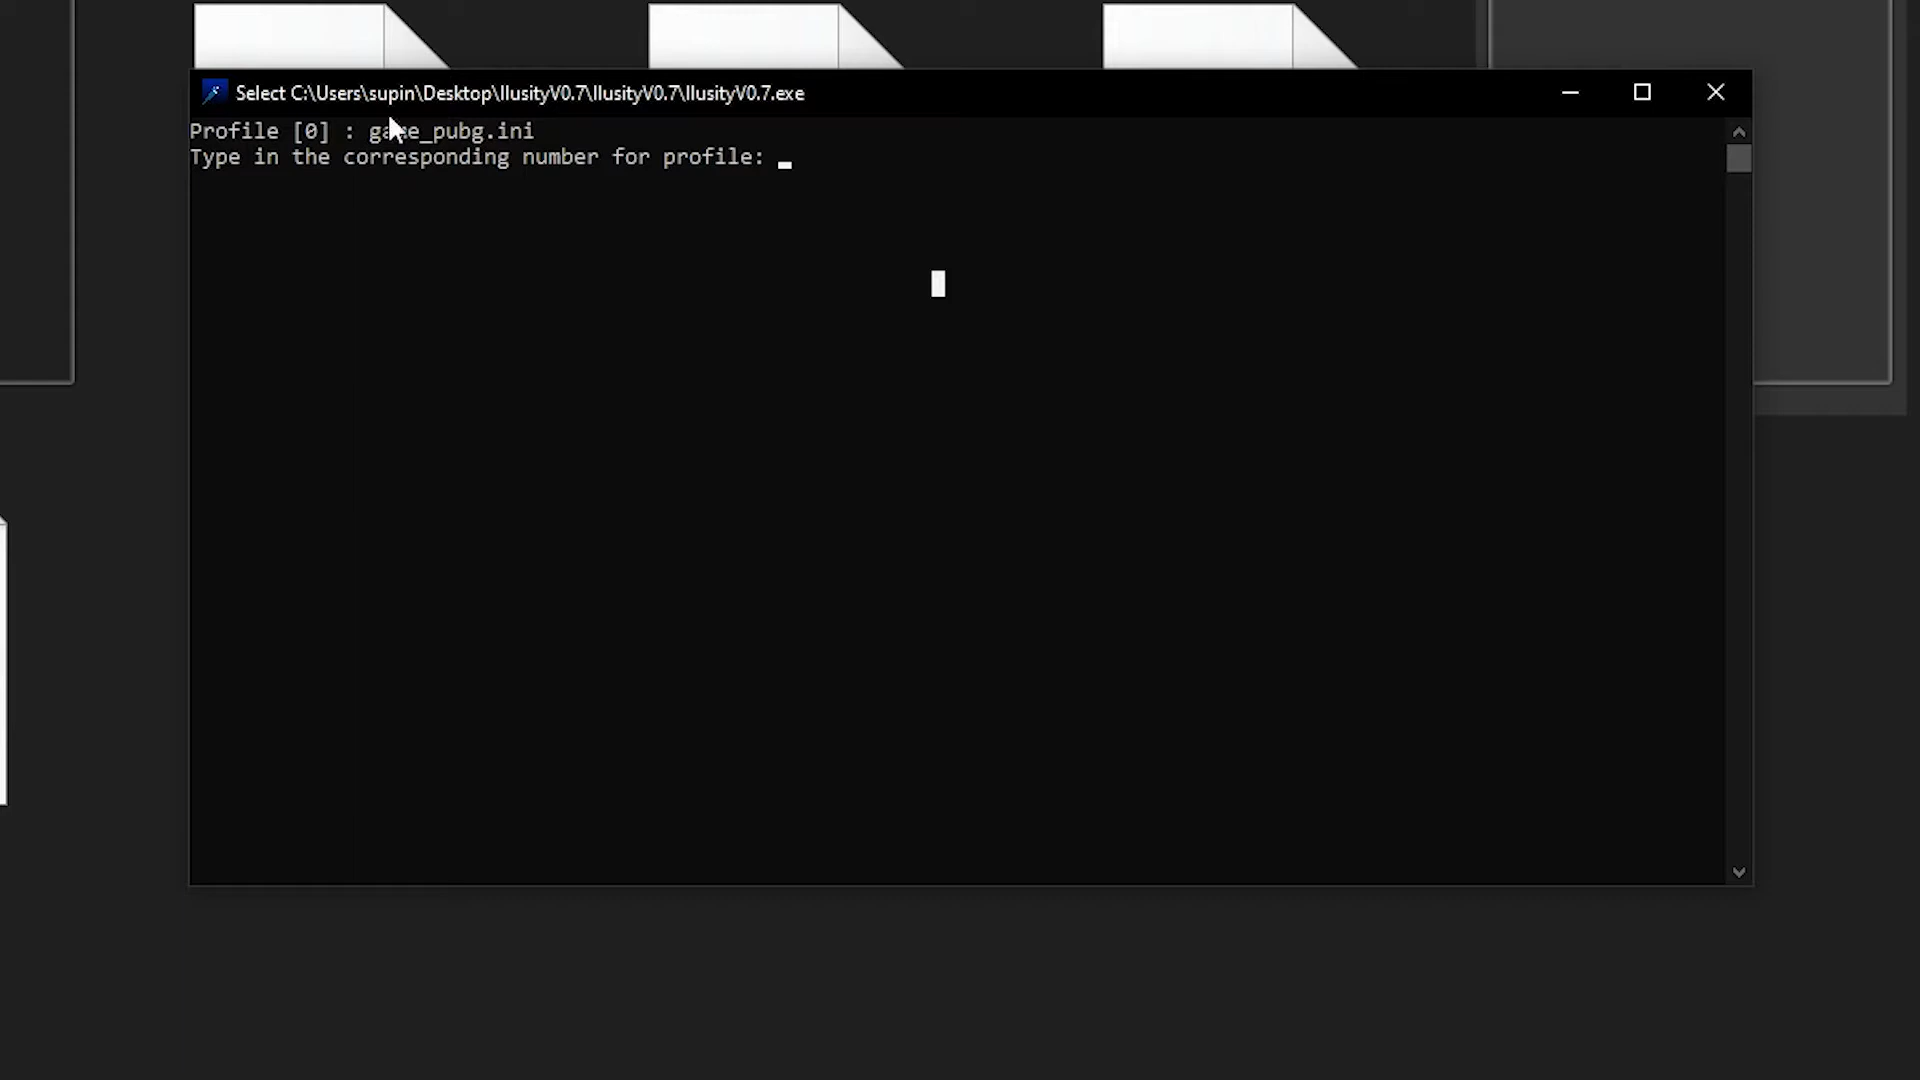 Select C:\Users\supin\Desktop\IlusityV0.7\IlusityV0.7\IlusityV0.7.exe
Profile [0] : game_pubg.ini
Type in the corresponding number for profile: